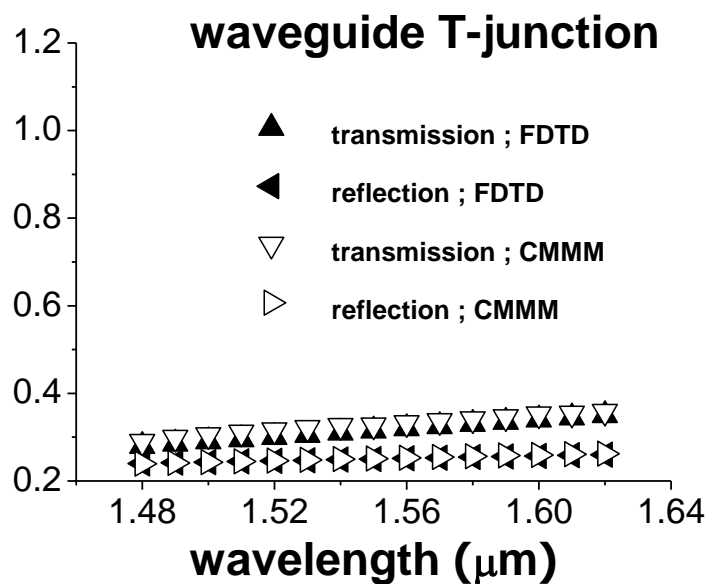 waveguide T-junction
1.2
1.0
0.8
0.6
0.4
0.2
transmission ; FDTD
reflection ; FDTD
transmission ; CMMM
reflection ; CMMM
1.48 1.52 1.56 1.60 1.64
wavelength (μm)